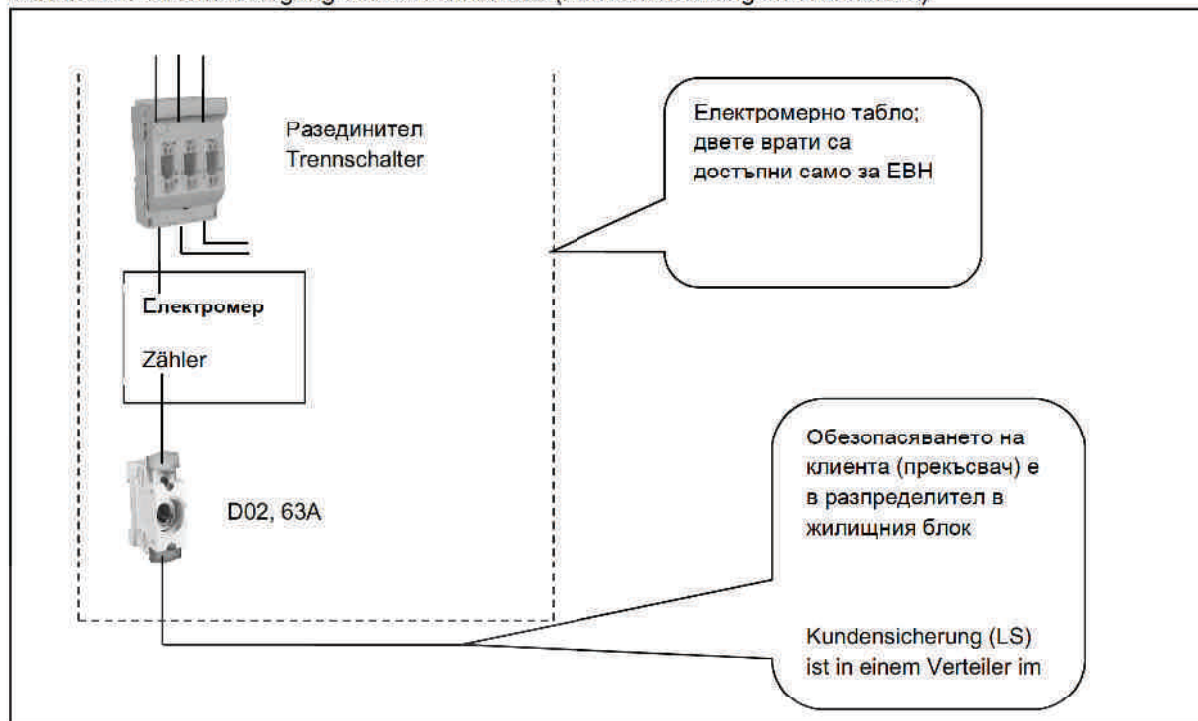 Разединител
Trennschalter
Електромерно табло;
двете врати са
достъпни само за ЕВН
Електромер
Zähler
D02, 63A
Обезопасяването на
клиента (прекъсвач) е
в разпределител в
жилищния блок
Kundensicherung (LS)
ist in einem Verteiler im